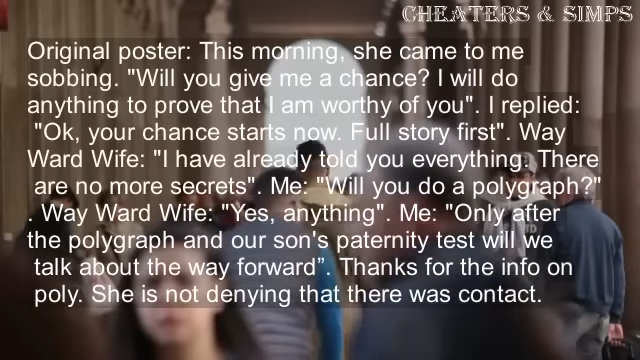 CHEATERS & SIMPS
Original poster: This morning, she came to me
sobbing. "Will you give me a chance? I will do
anything to prove that I am worthy of you". I replied:
"Ok, your chance starts now. Full story first". Way
Ward Wife: "I have already told you everything. There
are no more secrets". Me: "Will you do a polygraph?"
. Way Ward Wife: "Yes, anything". Me: "Only after
the polygraph and our son's paternity test will we
talk about the way forward”. Thanks for the info on
poly. She is not denying that there was contact.